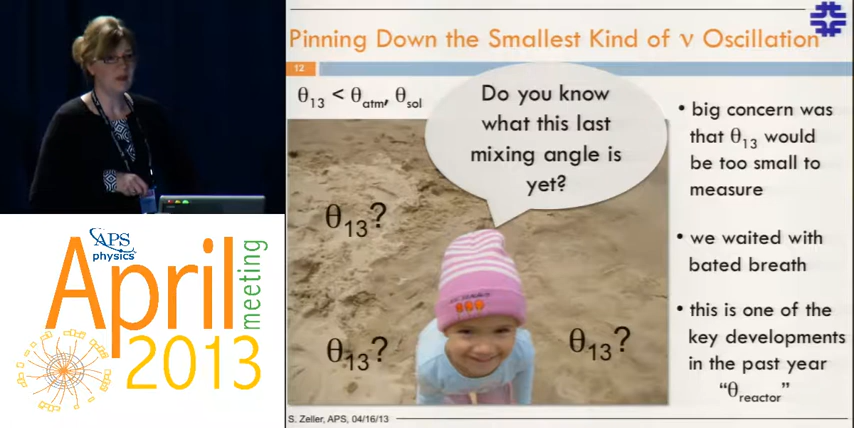 Pinning Down the Smallest Kind of ν Oscillation
12
θ13 < θatm, θsol
Do you know
what this last
mixing angle is
yet?
θ13?
θ13?
θ13?
• big concern was
that θ13 would
be too small to
measure
• we waited with
bated breath
• this is one of the
key developments
in the past year
“θreactor”
S. Zeller, APS, 04/16/13
APS
physics
April
meeting
2013